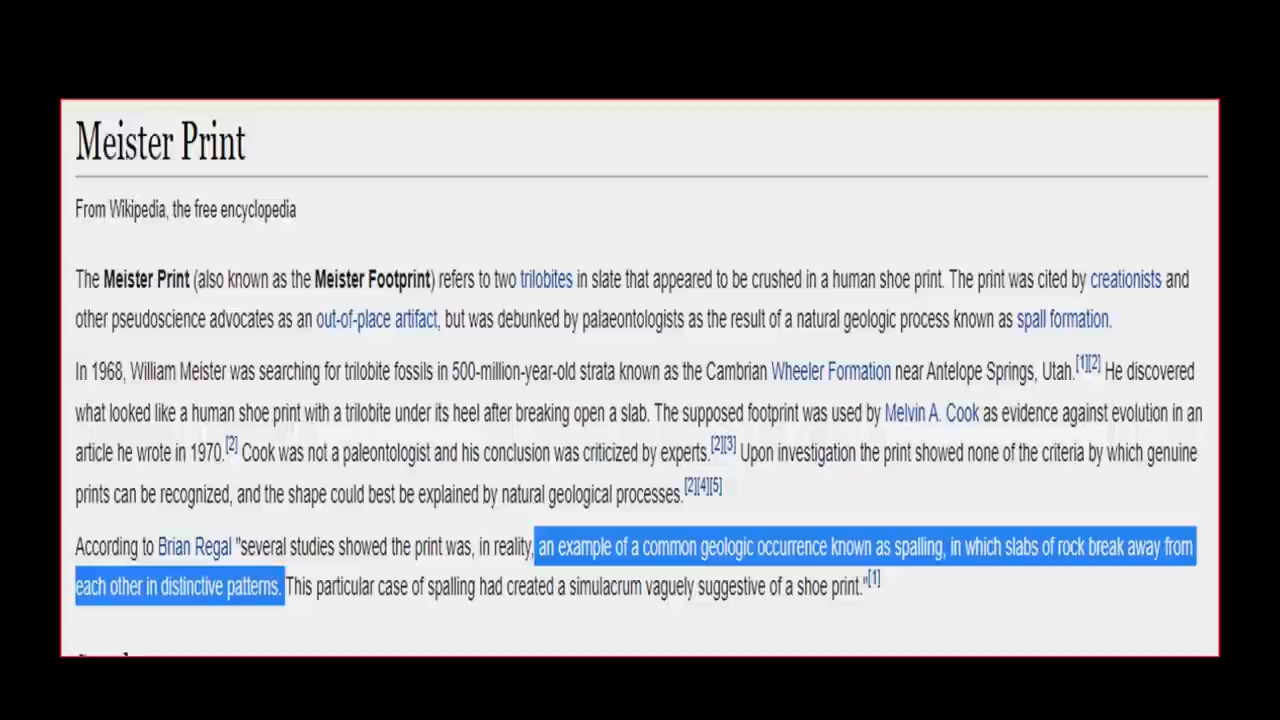 Meister Print
From Wikipedia, the free encyclopedia
The Meister Print (also known as the Meister Footprint) refers to two trilobites in slate that appeared to be crushed in a human shoe print. The print was cited by creationists and
other pseudoscience advocates as an out-of-place artifact, but was debunked by palaeontologists as the result of a natural geologic process known as spall formation.
In 1968, William Meister was searching for trilobite fossils in 500-million-year-old strata known as the Cambrian Wheeler Formation near Antelope Springs, Utah.[1][2] He discovered
what looked like a human shoe print with a trilobite under its heel after breaking open a slab. The supposed footprint was used by Melvin A. Cook as evidence against evolution in an
article he wrote in 1970.[2] Cook was not a paleontologist and his conclusion was criticized by experts.[2][3] Upon investigation the print showed none of the criteria by which genuine
prints can be recognized, and the shape could best be explained by natural geological processes.[2][4][5]
According to Brian Regal "several studies showed the print was, in reality, an example of a common geologic occurrence known as spalling, in which slabs of rock break away from
each other in distinctive patterns. This particular case of spalling had created a simulacrum vaguely suggestive of a shoe print."[1]